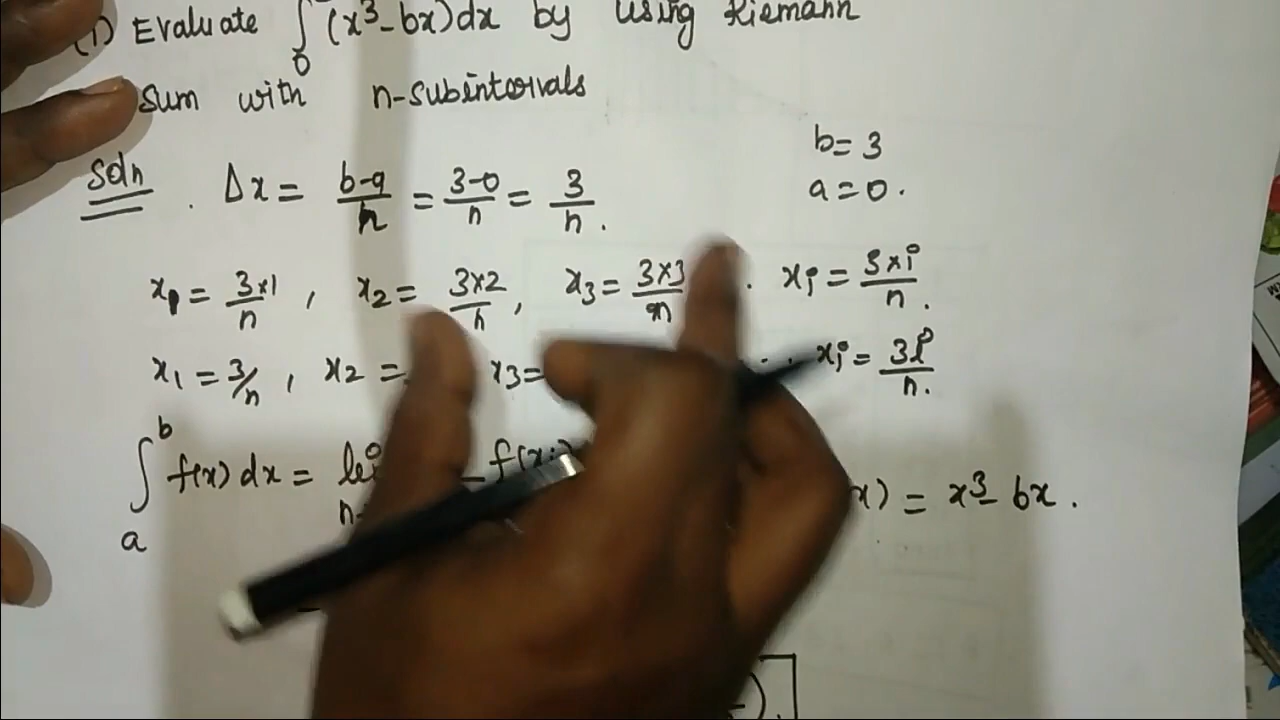 (1) Evaluate ∫0 (x³-6x)dx by using Riemann
sum with n-subintervals
b=3
Soln . Δx = b-a/n = 3-0/n = 3/n .
a=0.
x1 = 3×1/n , x2 = 3×2/n , x3 = 3×3/n . xi = 3×i/n .
x1 = 3/n , x2 = x3= . . xi = 3i/n.
∫a b f(x) dx = f(xi) x) = x³- 6x .